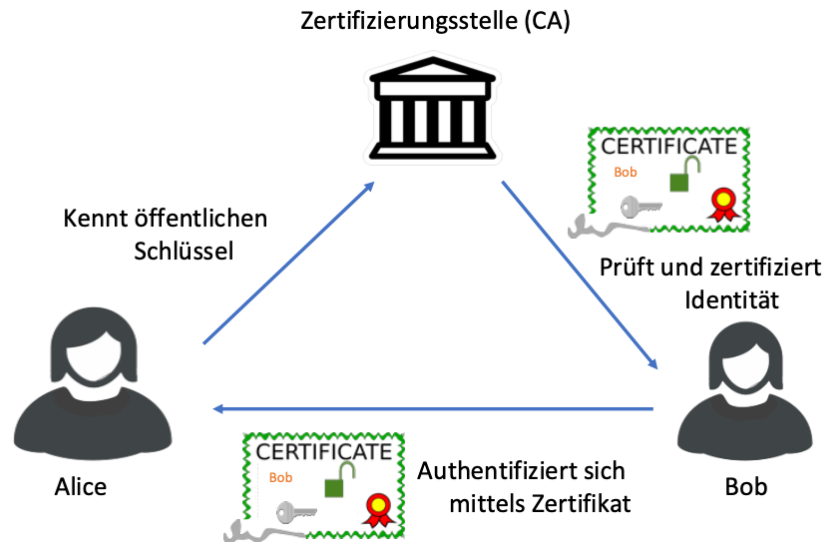 Zertifizierungsstelle (CA)
CERTIFICATE
Bob
Kennt öffentlichen
Schlüssel
Prüft und zertifiziert
Identität
CERTIFICATE
Bob
Authentifiziert sich
mittels Zertifikat
Alice
Bob